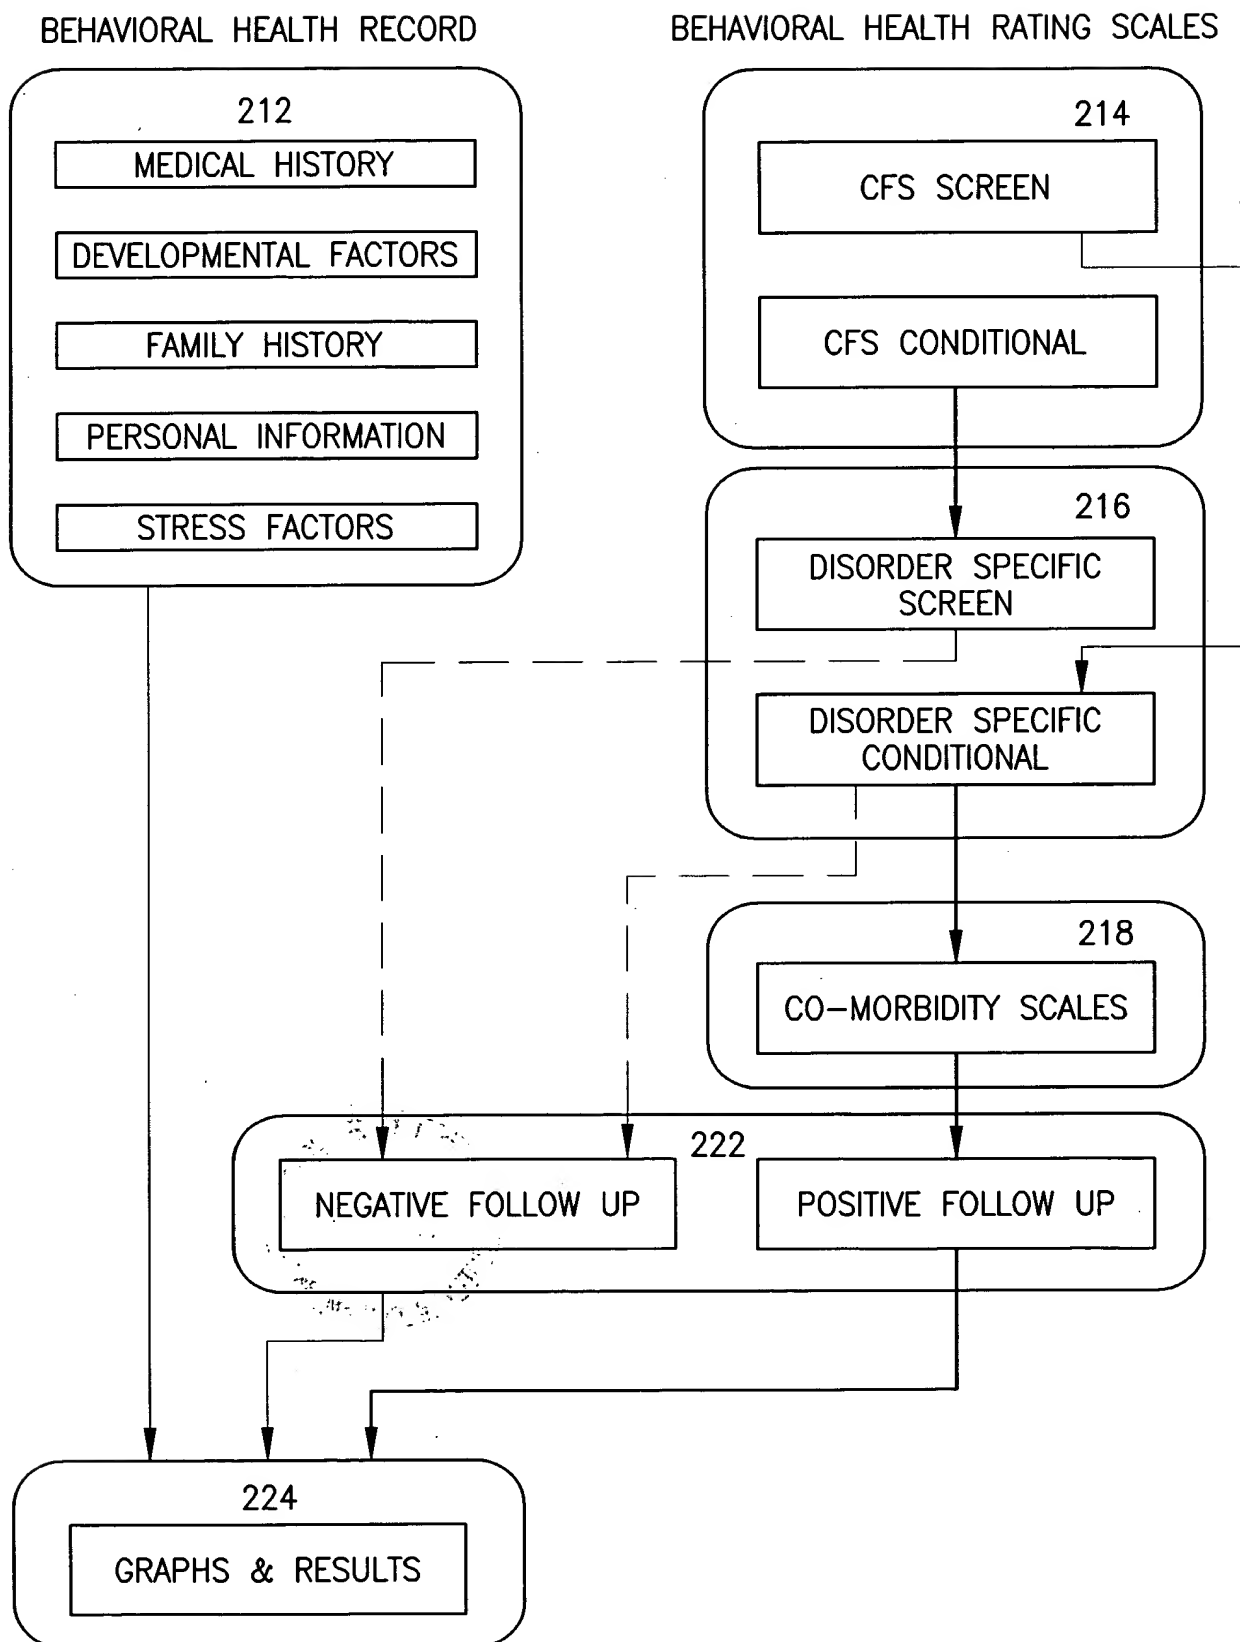 BEHAVIORAL HEALTH RECORD
212
MEDICAL HISTORY
DEVELOPMENTAL FACTORS
FAMILY HISTORY
PERSONAL INFORMATION
STRESS FACTORS
BEHAVIORAL HEALTH RATING SCALES
214
CFS SCREEN
CFS CONDITIONAL
216
DISORDER SPECIFIC
SCREEN
DISORDER SPECIFIC
CONDITIONAL
218
CO-MORBIDITY SCALES
222
NEGATIVE FOLLOW UP
POSITIVE FOLLOW UP
224
GRAPHS & RESULTS